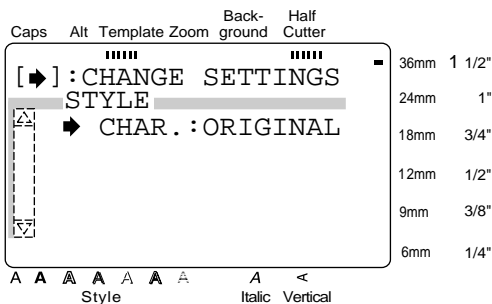 Back- Half
Caps Alt Template Zoom ground Cutter
[➡]:CHANGE SETTINGS
STYLE
➡ CHAR.:ORIGINAL
36mm 1 1/2"
24mm 1"
18mm 3/4"
12mm 1/2"
9mm 3/8"
6mm 1/4"
A A A A A A A A A
Style Italic Vertical